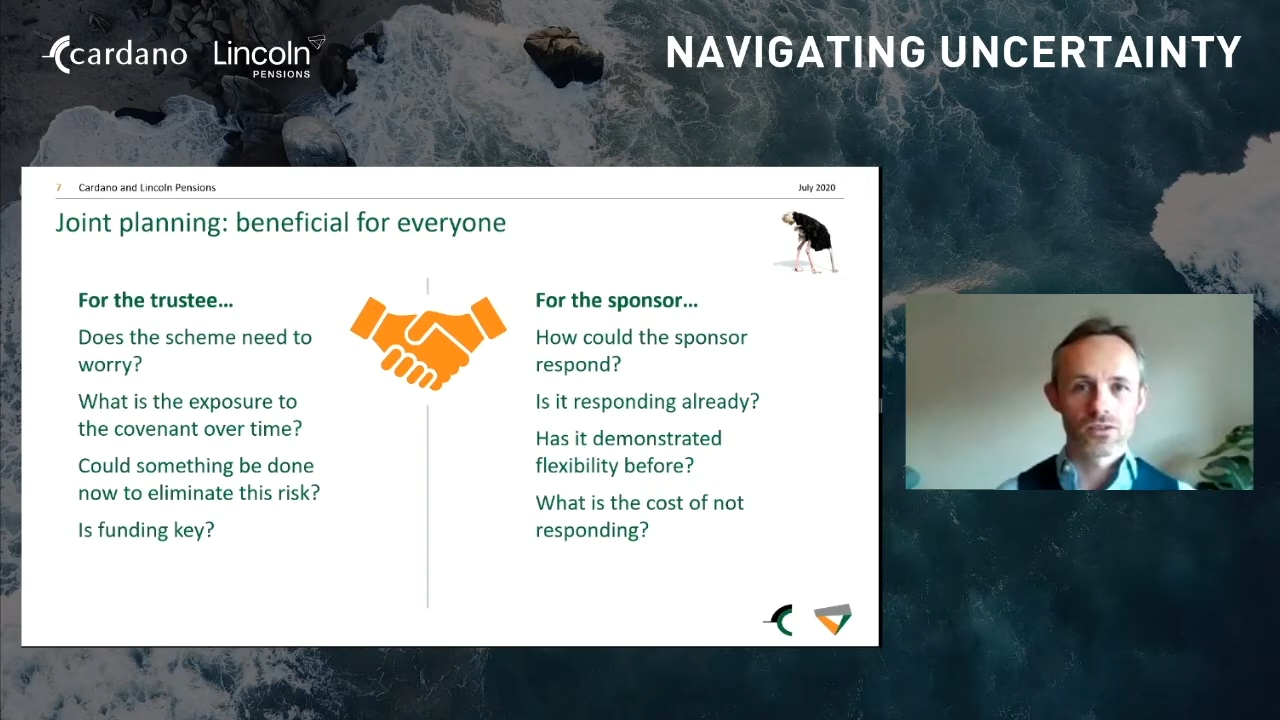 cardano
Lincoln
PENSIONS
NAVIGATING UNCERTAINTY
7 Cardano and Lincoln Pensions
July 2020
Joint planning: beneficial for everyone
For the trustee…
Does the scheme need to
worry?
What is the exposure to
the covenant over time?
Could something be done
now to eliminate this risk?
Is funding key?
For the sponsor…
How could the sponsor
respond?
Is it responding already?
Has it demonstrated
flexibility before?
What is the cost of not
responding?